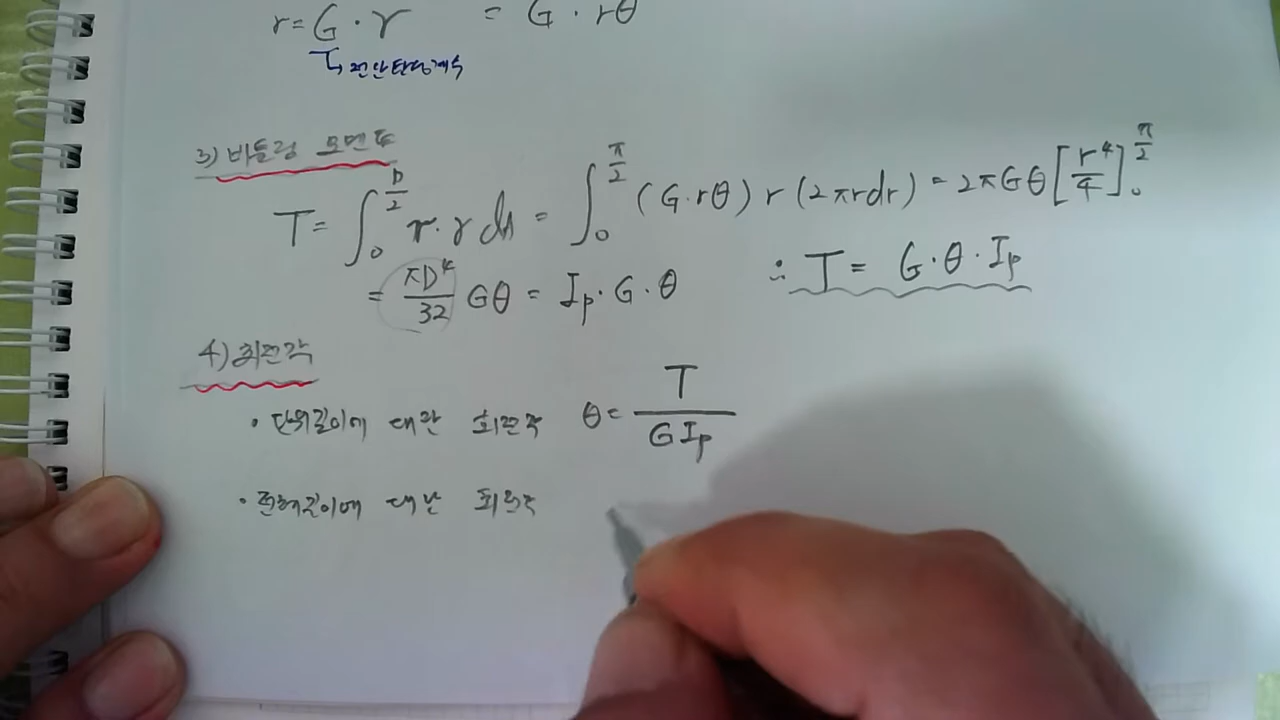 r = G · γ = G · rθ
↳ 전단탄성계수
3) 비틀림 모멘트
T = ∫₀^(D/2) τ · r dA = ∫₀^(π/2) (G · rθ) r (2πrdr) = 2πGθ [r⁴/4]₀^(π/2)
= πD⁴/32 Gθ = Ip · G · θ ∴ T = G · θ · Ip
4) 회전각
· 단위길이에 대한 회전각 θ = T/GIp
· 전체길이에 대한 회전각